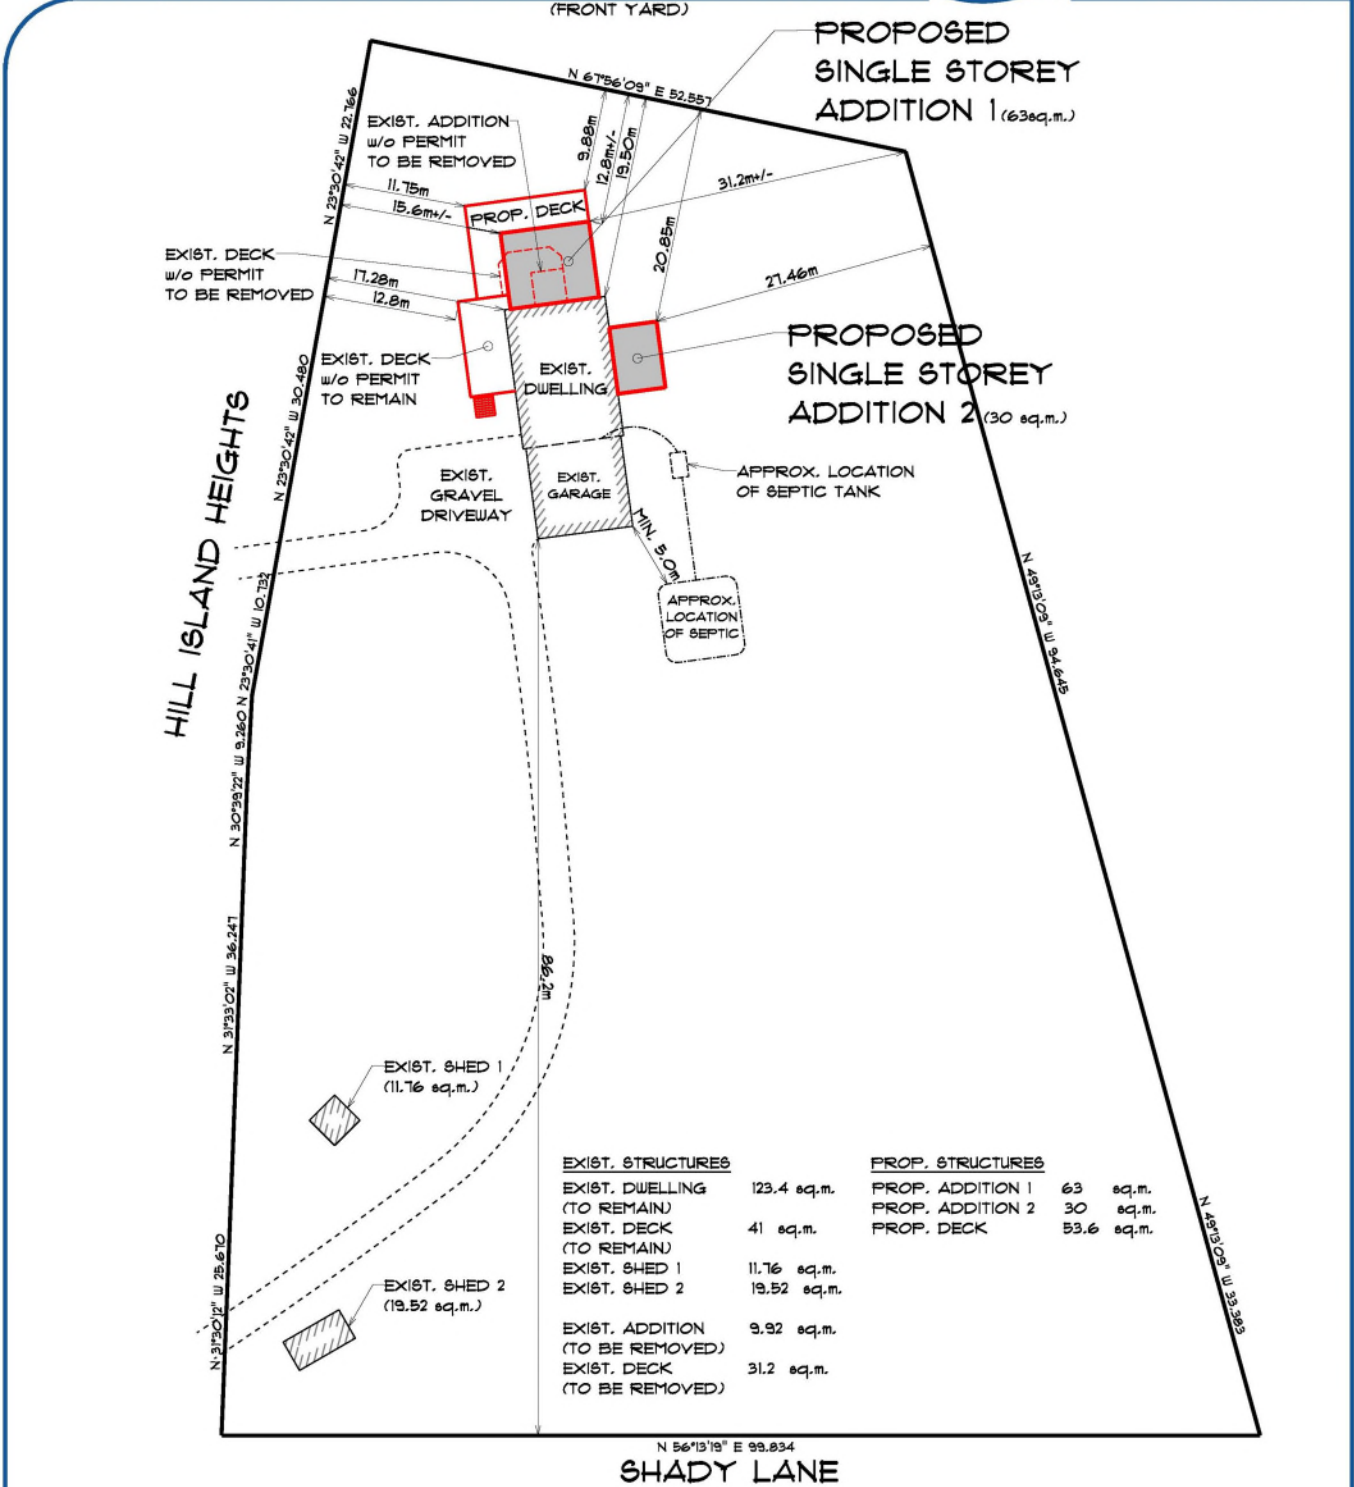 (FRONT YARD)
PROPOSED
SINGLE STOREY
ADDITION 1 (63sq.m.)
N 67°56'09" E 52.557
N 23°30'42" W 22.766
EXIST. ADDITION
w/o PERMIT
TO BE REMOVED
9.88m
12.8m+/-
19.50m
31.2m+/-
11.75m
15.6m+/-
PROP. DECK
20.85m
EXIST. DECK
w/o PERMIT
TO BE REMOVED
17.28m
12.8m
27.46m
PROPOSED
SINGLE STOREY
ADDITION 2 (30 sq.m.)
EXIST. DECK
w/o PERMIT
TO REMAIN
EXIST.
DWELLING
N 23°30'42" W 30.480
HILL ISLAND HEIGHTS
EXIST.
GRAVEL
DRIVEWAY
EXIST.
GARAGE
APPROX. LOCATION
OF SEPTIC TANK
MIN. 5.0m
APPROX.
LOCATION
OF SEPTIC
N 23°30'41" W 10.732
N 49°13'09" W 94.645
N 30°39'22" W 9.260
N 31°33'02" W 36.247
86.2m
EXIST. SHED 1
(11.76 sq.m.)
EXIST. SHED 2
(19.52 sq.m.)
N 31°30'12" W 25.670
EXIST. STRUCTURES
EXIST. DWELLING 123.4 sq.m.
(TO REMAIN)
EXIST. DECK 41 sq.m.
(TO REMAIN)
EXIST. SHED 1 11.76 sq.m.
EXIST. SHED 2 19.52 sq.m.
EXIST. ADDITION 9.92 sq.m.
(TO BE REMOVED)
EXIST. DECK 31.2 sq.m.
(TO BE REMOVED)
PROP. STRUCTURES
PROP. ADDITION 1 63 sq.m.
PROP. ADDITION 2 30 sq.m.
PROP. DECK 53.6 sq.m.
N 49°13'09" W 33.383
N 56°13'19" E 99.834
SHADY LANE